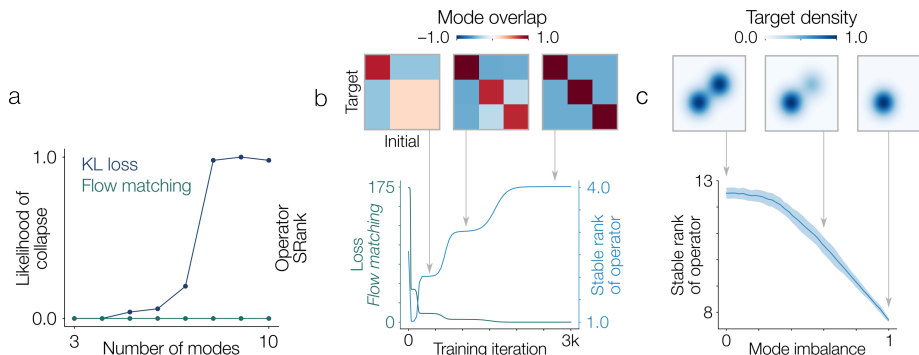 a
KL loss
Flow matching
1.0
0.0
Likelihood of
collapse
3
10
Number of modes
Operator
SRank
b
Mode overlap
−1.0
1.0
Target
Initial
175
0
Loss
Flow matching
4.0
1.0
Stable rank
of operator
0
3k
Training iteration
c
Target density
0.0
1.0
13
8
Stable rank
of operator
0
1
Mode imbalance